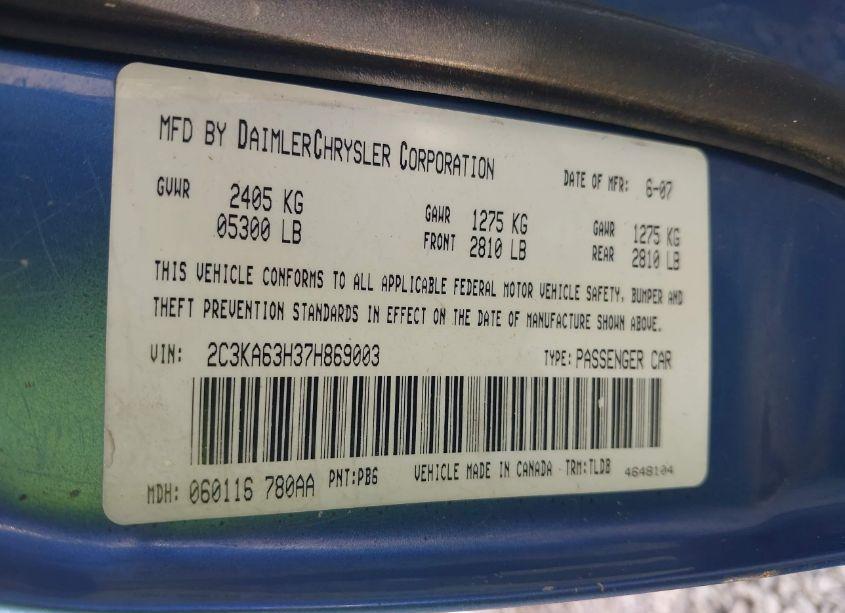 MFD BY DAIMLERCHRYSLER CORPORATION
DATE OF MFR: 6-07
GVWR 2405 KG
05300 LB
GAWR FRONT 1275 KG
2810 LB
GAWR REAR 1275 KG
2810 LB
THIS VEHICLE CONFORMS TO ALL APPLICABLE FEDERAL MOTOR VEHICLE SAFETY, BUMPER AND
THEFT PREVENTION STANDARDS IN EFFECT ON THE DATE OF MANUFACTURE SHOWN ABOVE.
VIN: 2C3KA63H37H869003
TYPE: PASSENGER CAR
MDH: 060116 780AA
PNT:PB6
VEHICLE MADE IN CANADA
TRM:TLDB
4648104